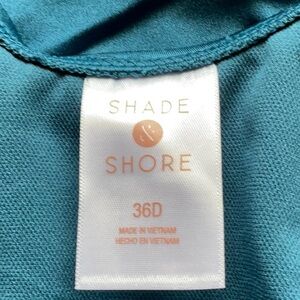 SHADE
&
SHORE
36D
MADE IN VIETNAM
HECHO EN VIETNAM